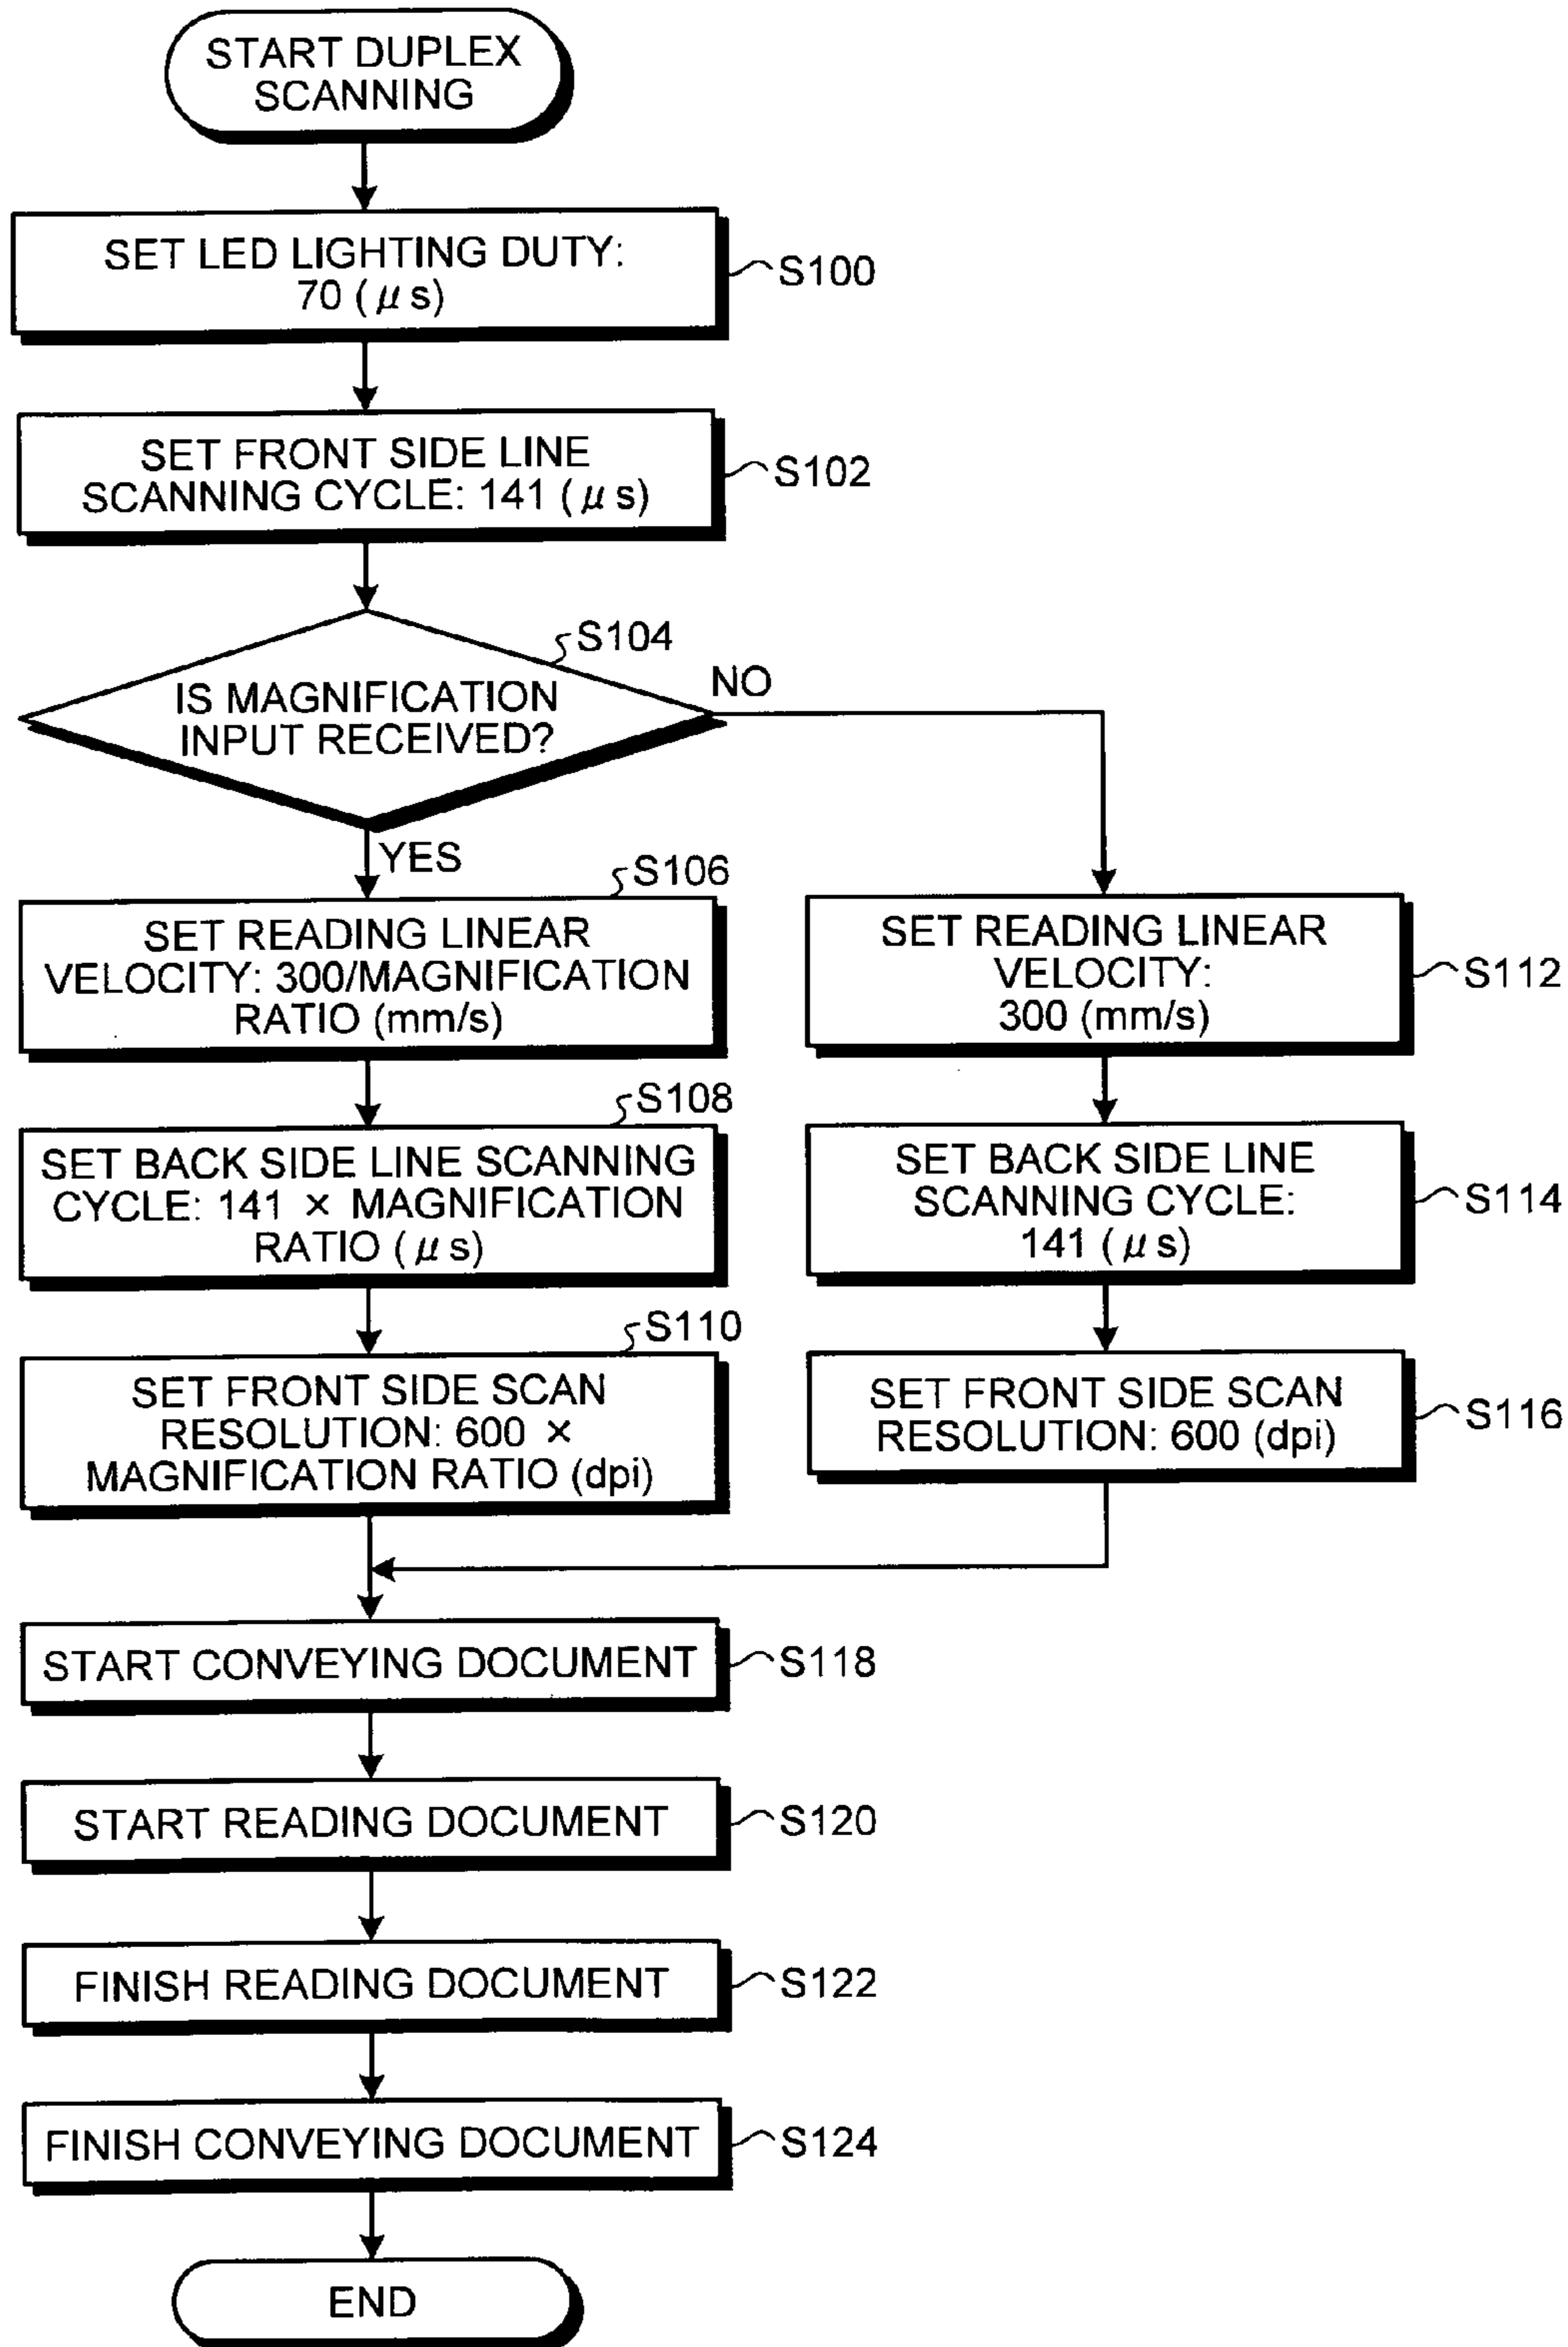 START DUPLEX
SCANNING
SET LED LIGHTING DUTY:
70 (μs)
S100
SET FRONT SIDE LINE
SCANNING CYCLE: 141 (μs)
S102
S104
IS MAGNIFICATION
INPUT RECEIVED?
NO
YES
S106
SET READING LINEAR
VELOCITY: 300/MAGNIFICATION
RATIO (mm/s)
SET READING LINEAR
VELOCITY:
300 (mm/s)
S112
S108
SET BACK SIDE LINE SCANNING
CYCLE: 141 × MAGNIFICATION
RATIO (μs)
SET BACK SIDE LINE
SCANNING CYCLE:
141 (μs)
S114
S110
SET FRONT SIDE SCAN
RESOLUTION: 600 ×
MAGNIFICATION RATIO (dpi)
SET FRONT SIDE SCAN
RESOLUTION: 600 (dpi)
S116
START CONVEYING DOCUMENT
S118
START READING DOCUMENT
S120
FINISH READING DOCUMENT
S122
FINISH CONVEYING DOCUMENT
S124
END